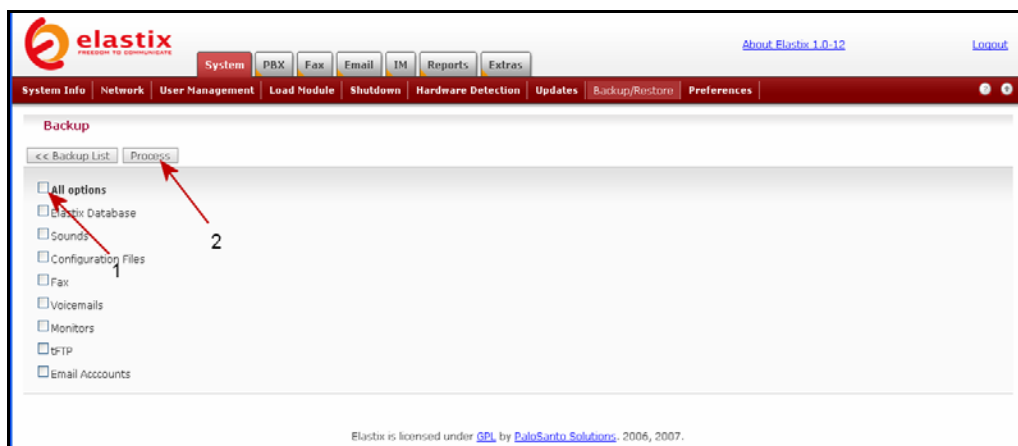 elastix
FREEDOM TO COMMUNICATE
About Elastix 1.0-12
Logout
System PBX Fax Email IM Reports Extras
System Info Network User Management Load Module Shutdown Hardware Detection Updates Backup/Restore Preferences
Backup
<< Backup List Process
All options
Elastix Database
Sounds
2
Configuration Files
1
Fax
Voicemails
Monitors
tFTP
Email Acccounts
Elastix is licensed under GPL by PaloSanto Solutions. 2006, 2007.